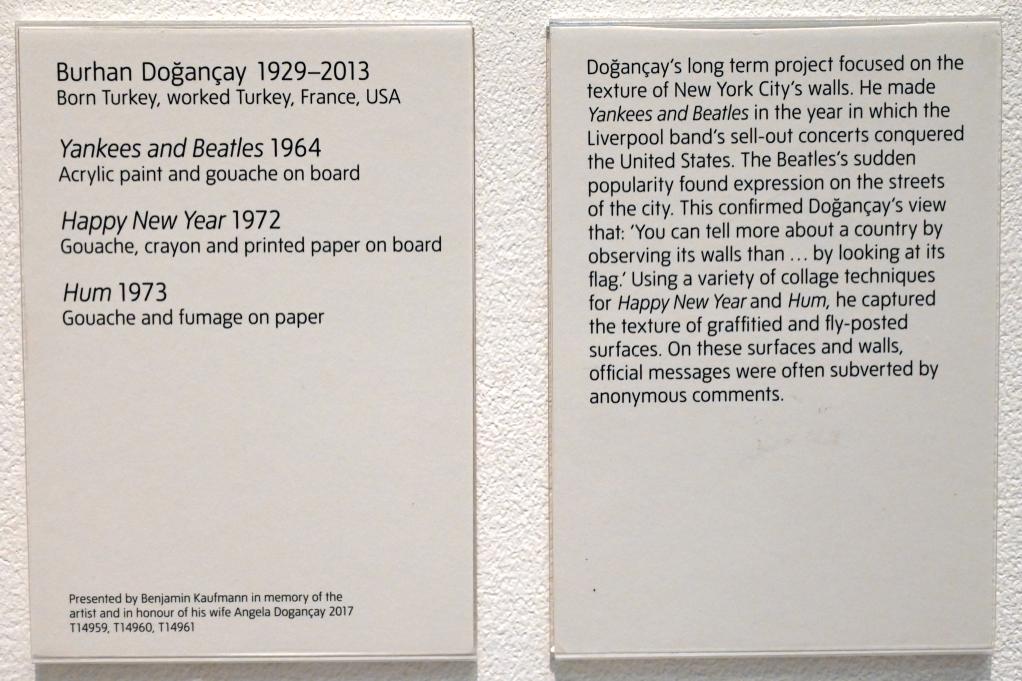 Burhan Doğançay 1929–2013
Born Turkey, worked Turkey, France, USA
Yankees and Beatles 1964
Acrylic paint and gouache on board
Happy New Year 1972
Gouache, crayon and printed paper on board
Hum 1973
Gouache and fumage on paper
Presented by Benjamin Kaufmann in memory of the
artist and in honour of his wife Angela Dogançay 2017
T14959, T14960, T14961
Doğançay's long term project focused on the
texture of New York City's walls. He made
Yankees and Beatles in the year in which the
Liverpool band's sell-out concerts conquered
the United States. The Beatles's sudden
popularity found expression on the streets
of the city. This confirmed Doğançay's view
that: 'You can tell more about a country by
observing its walls than … by looking at its
flag.' Using a variety of collage techniques
for Happy New Year and Hum, he captured
the texture of graffitied and fly-posted
surfaces. On these surfaces and walls,
official messages were often subverted by
anonymous comments.